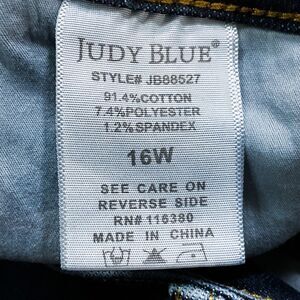 JUDY BLUE®
STYLE# JB88527
91.4%COTTON
7.4%POLYESTER
1.2%SPANDEX
16W
SEE CARE ON
REVERSE SIDE
RN# 116380
MADE IN CHINA